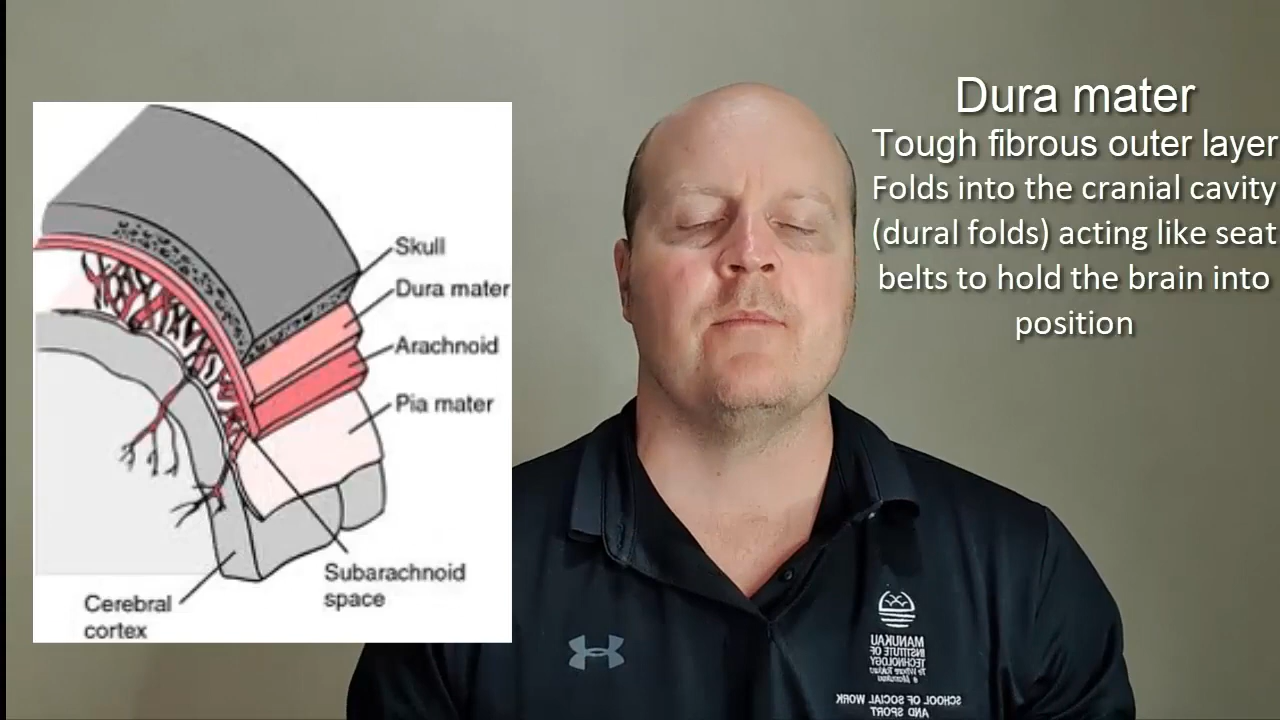 Dura mater
Tough fibrous outer layer
Folds into the cranial cavity
(dural folds) acting like seat
belts to hold the brain into
position
Skull
Dura mater
Arachnoid
Pia mater
Subarachnoid
space
Cerebral
cortex
MANUKAU
INSTITUTE OF
TECHNOLOGY
SCHOOL OF SOCIAL WORK
AND SPORT